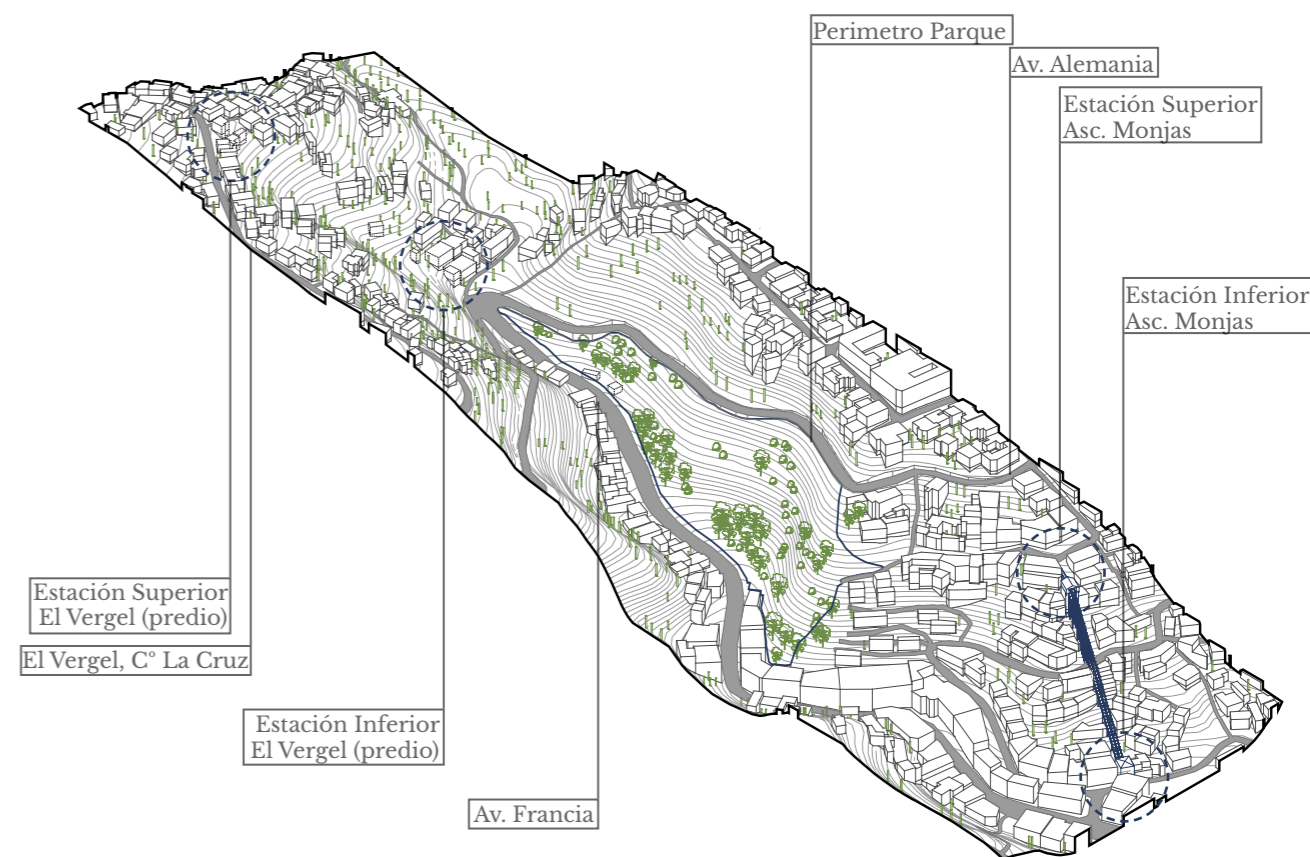 Perimetro Parque
Av. Alemania
Estación Superior
Asc. Monjas
Estación Inferior
Asc. Monjas
Estación Superior
El Vergel (predio)
El Vergel, C° La Cruz
Estación Inferior
El Vergel (predio)
Av. Francia